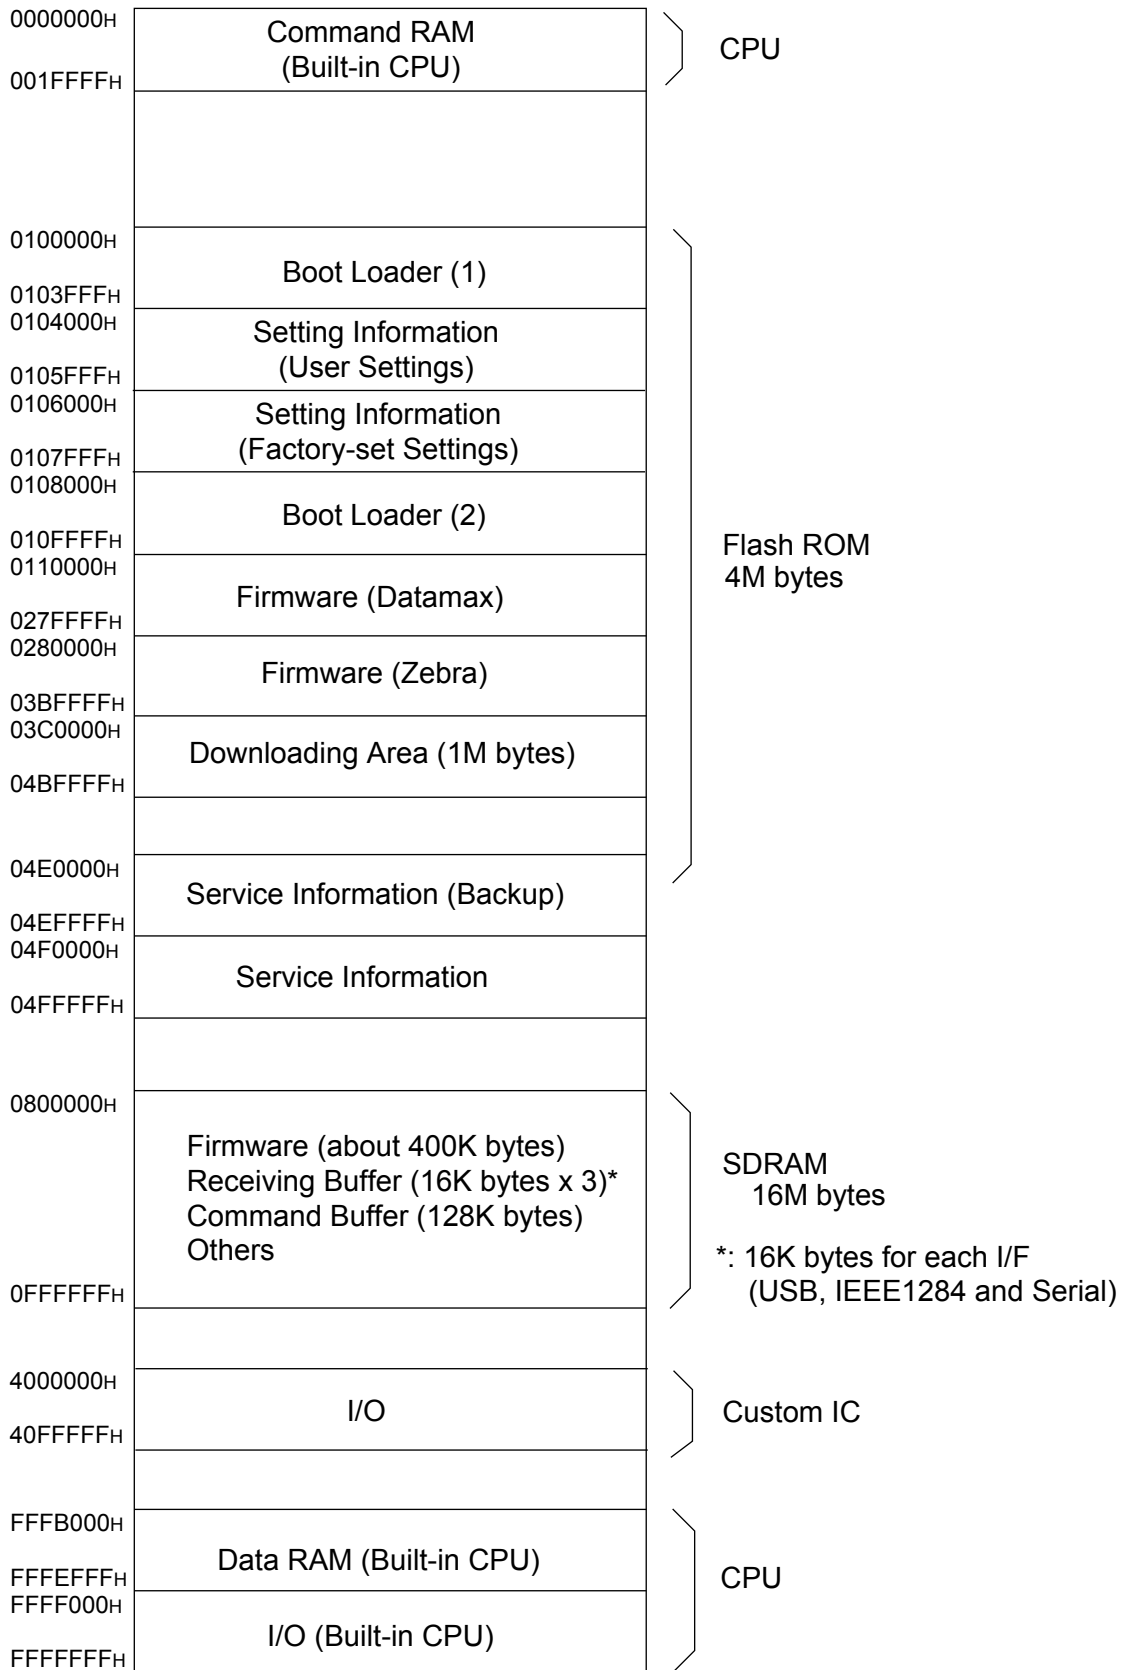 0000000H
Command RAM
(Built-in CPU)
001FFFFH
CPU
0100000H
Boot Loader (1)
0103FFFH
0104000H
Setting Information
(User Settings)
0105FFFH
0106000H
Setting Information
(Factory-set Settings)
0107FFFH
0108000H
Boot Loader (2)
010FFFFH
0110000H
Firmware (Datamax)
027FFFFH
0280000H
Firmware (Zebra)
03BFFFFH
03C0000H
Downloading Area (1M bytes)
04BFFFFH
04E0000H
Service Information (Backup)
04EFFFFH
04F0000H
Service Information
04FFFFFH
Flash ROM
4M bytes
0800000H
Firmware (about 400K bytes)
Receiving Buffer (16K bytes x 3)*
Command Buffer (128K bytes)
Others
0FFFFFFH
SDRAM
16M bytes
*: 16K bytes for each I/F
(USB, IEEE1284 and Serial)
4000000H
I/O
40FFFFFH
Custom IC
FFFB000H
Data RAM (Built-in CPU)
FFFEFFFH
FFFF000H
I/O (Built-in CPU)
FFFFFFFH
CPU